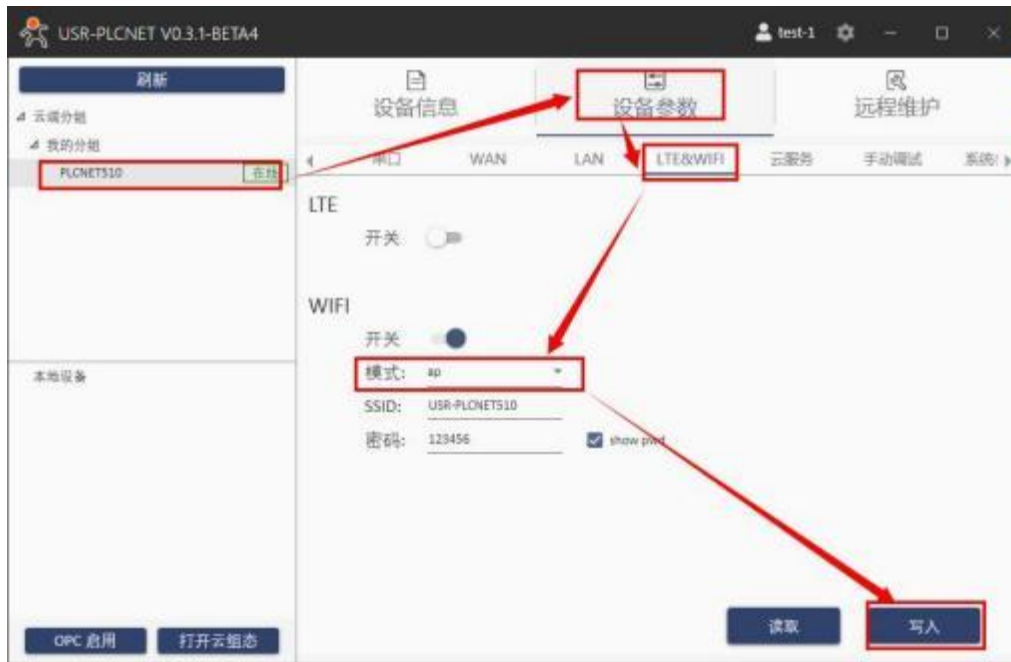 USR-PLCNET V0.3.1-BETA4
test-1
刷新
云端分组
我的分组
PLCNET510 在线
本地设备
OPC 启用 打开云组态
设备信息 设备参数 远程维护
串口 WAN LAN LTE&WIFI 云服务 手动调试
LTE
开关
WIFI
开关
模式: ap
SSID: USR-PLCNET510
密码: 123456 show pwd
读取 写入